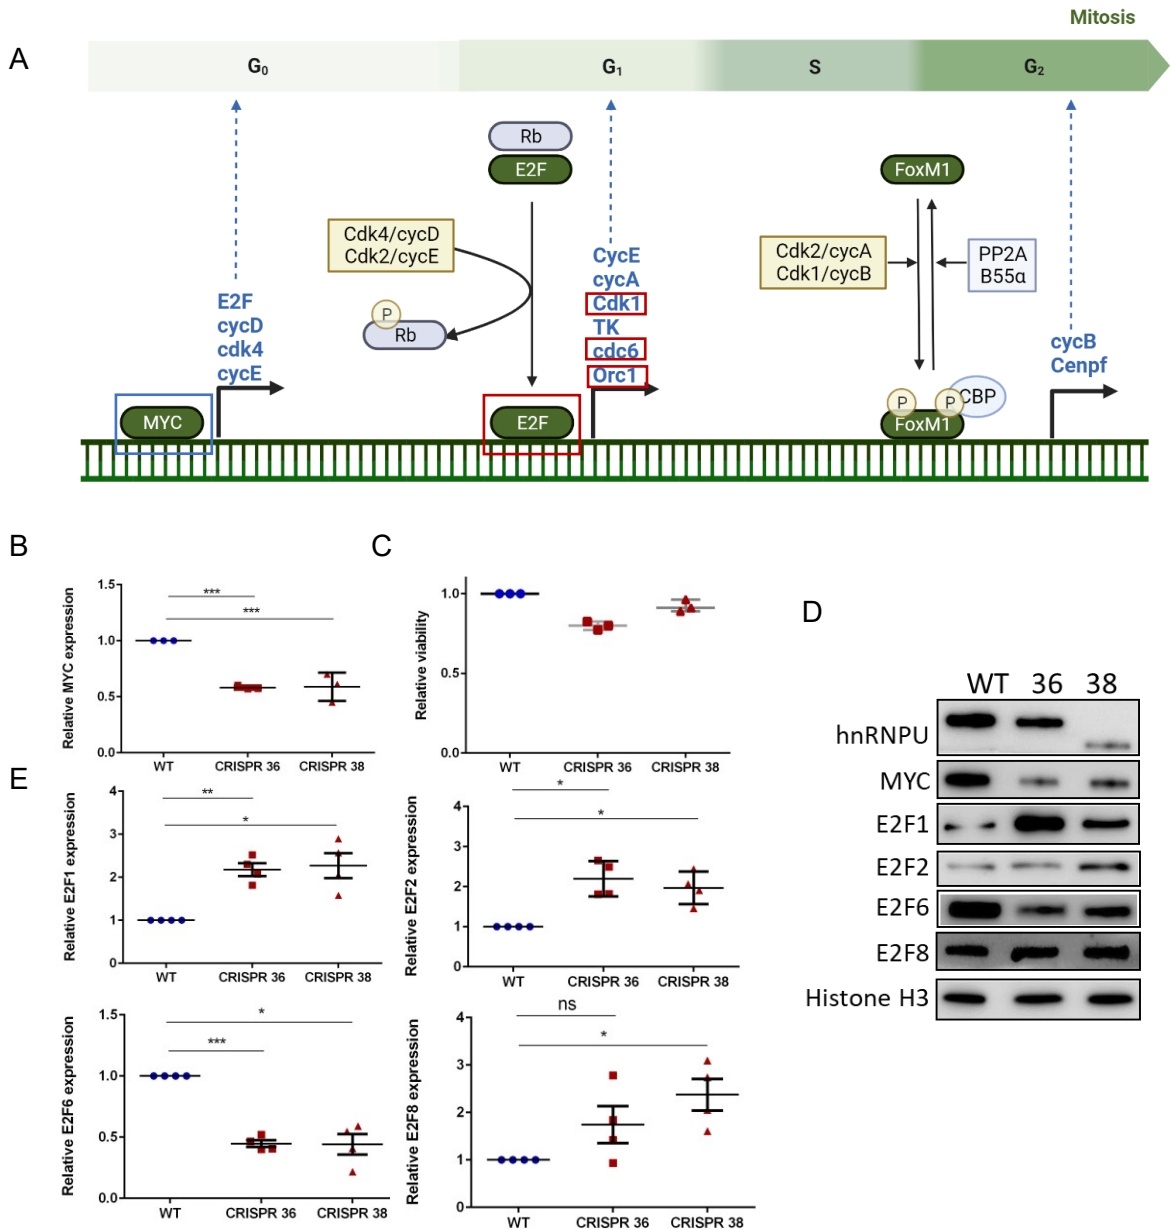 Mitosis
A
G₀
G₁
S
G₂
Rb
E2F
FoxM1
Cdk4/cycD
Cdk2/cycE
P
Rb
CycE
cycA
Cdk1
TK
cdc6
Orc1
Cdk2/cycA
Cdk1/cycB
PP2A
B55α
E2F
cycD
cdk4
cycE
cycB
Cenpf
MYC
E2F
P
P
CBP
FoxM1
B
Relative MYC expression
1.5
1.0
0.5
0.0
***
***
WT
CRISPR 36
CRISPR 38
C
Relative viability
1.0
0.5
0.0
WT
CRISPR 36
CRISPR 38
D
WT 36 38
hnRNPU
MYC
E2F1
E2F2
E2F6
E2F8
Histone H3
E
Relative E2F1 expression
4
3
2
1
0
**
*
WT
CRISPR 36
CRISPR 38
Relative E2F2 expression
4
3
2
1
0
*
*
WT
CRISPR 36
CRISPR 38
Relative E2F6 expression
1.5
1.0
0.5
0.0
*
***
WT
CRISPR 36
CRISPR 38
Relative E2F8 expression
4
3
2
1
0
ns
*
WT
CRISPR 36
CRISPR 38